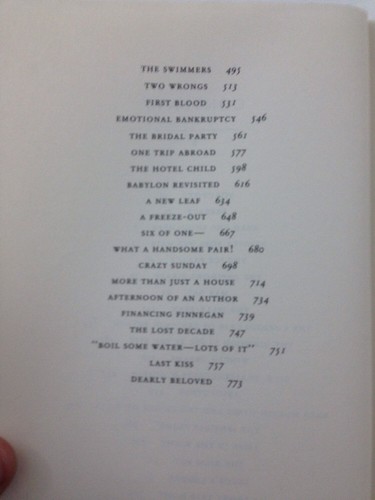 THE SWIMMERS 495
TWO WRONGS 513
FIRST BLOOD 531
EMOTIONAL BANKRUPTCY 546
THE BRIDAL PARTY 561
ONE TRIP ABROAD 577
THE HOTEL CHILD 598
BABYLON REVISITED 616
A NEW LEAF 634
A FREEZE-OUT 648
SIX OF ONE— 667
WHAT A HANDSOME PAIR! 680
CRAZY SUNDAY 698
MORE THAN JUST A HOUSE 714
AFTERNOON OF AN AUTHOR 734
FINANCING FINNEGAN 739
THE LOST DECADE 747
"BOIL SOME WATER—LOTS OF IT" 751
LAST KISS 757
DEARLY BELOVED 773